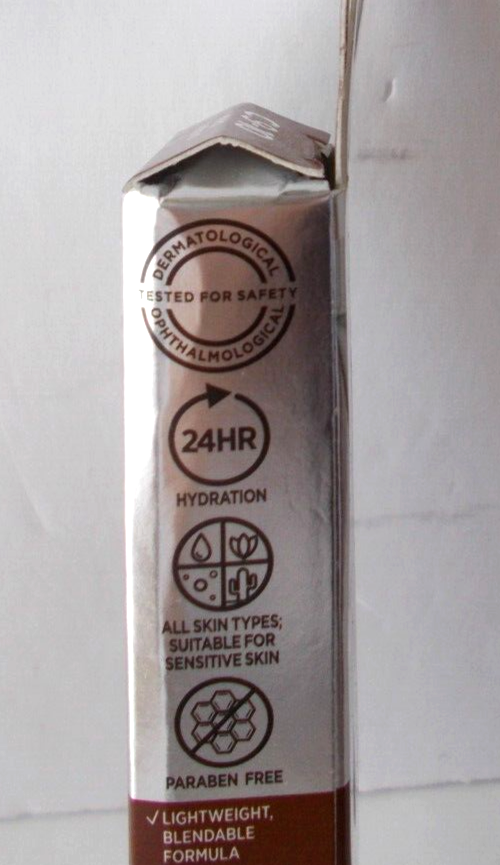 DERMATOLOGICAL
TESTED FOR SAFETY
OPHTHALMOLOGICAL
24HR
HYDRATION
ALL SKIN TYPES;
SUITABLE FOR
SENSITIVE SKIN
PARABEN FREE
✓ LIGHTWEIGHT,
BLENDABLE
FORMULA